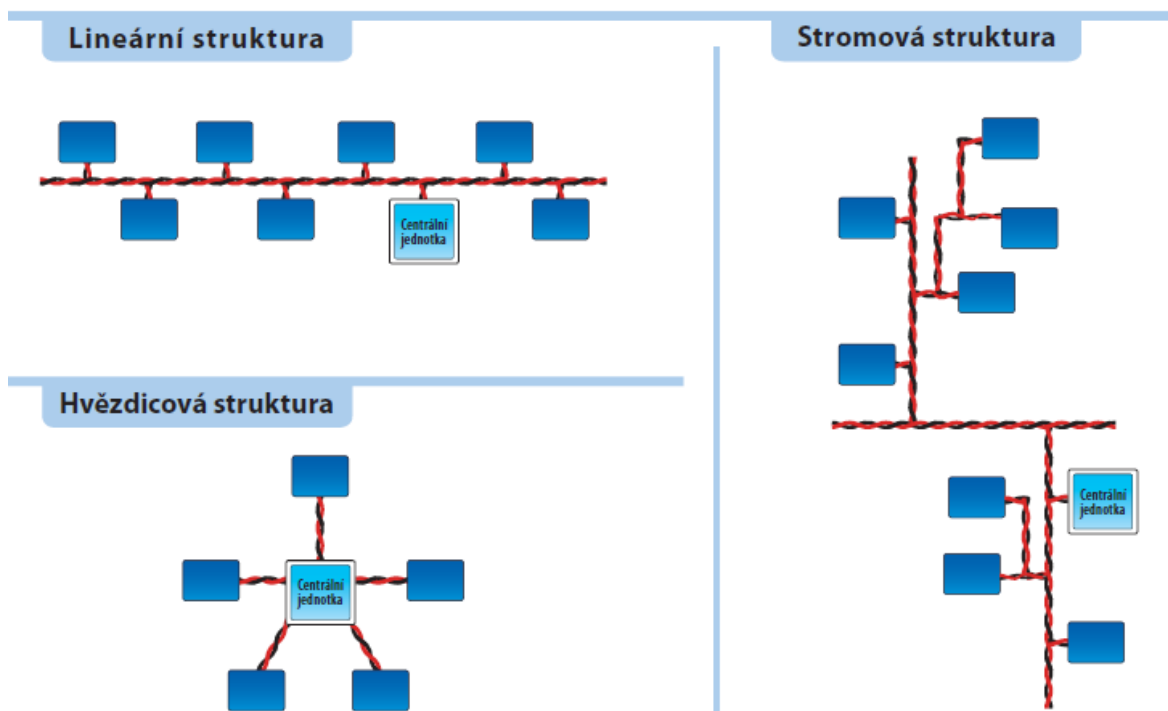 Lineární struktura
Centrální
jednotka
Hvězdicová struktura
Centrální
jednotka
Stromová struktura
Centrální
jednotka